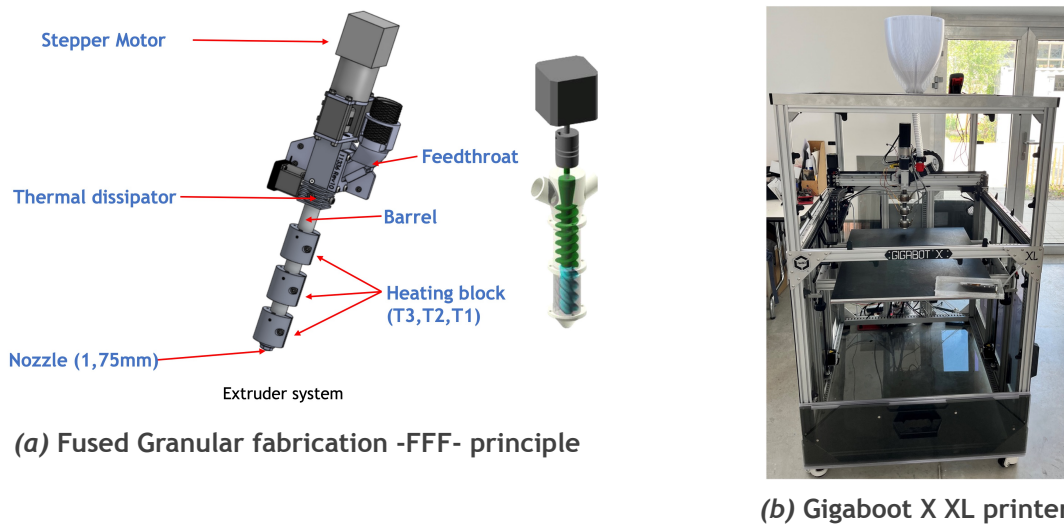 Stepper Motor
Feedthroat
Thermal dissipator
Barrel
Heating block
(T3,T2,T1)
Nozzle (1,75mm)
Extruder system
(a) Fused Granular fabrication -FFF- principle
GIGABOT X
XL
(b) Gigaboot X XL printer